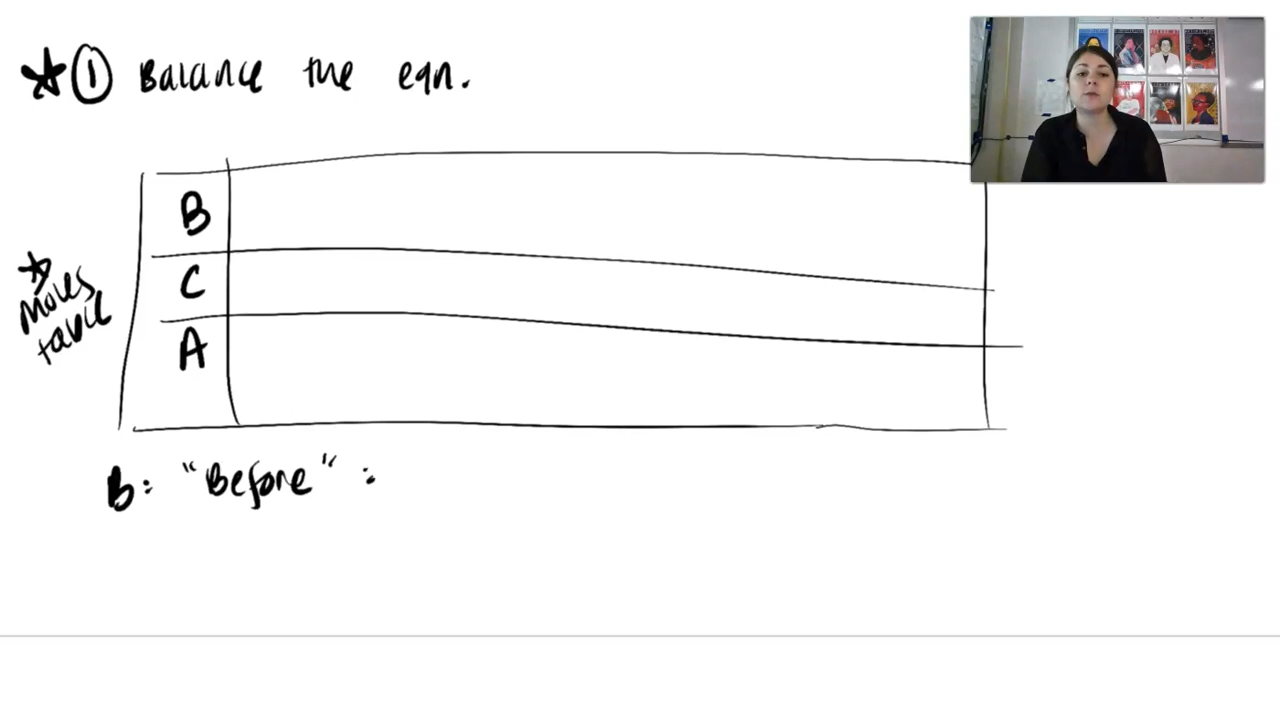 ① Balance the eqn.
B
C
A
Moles
table
B: "Before" :